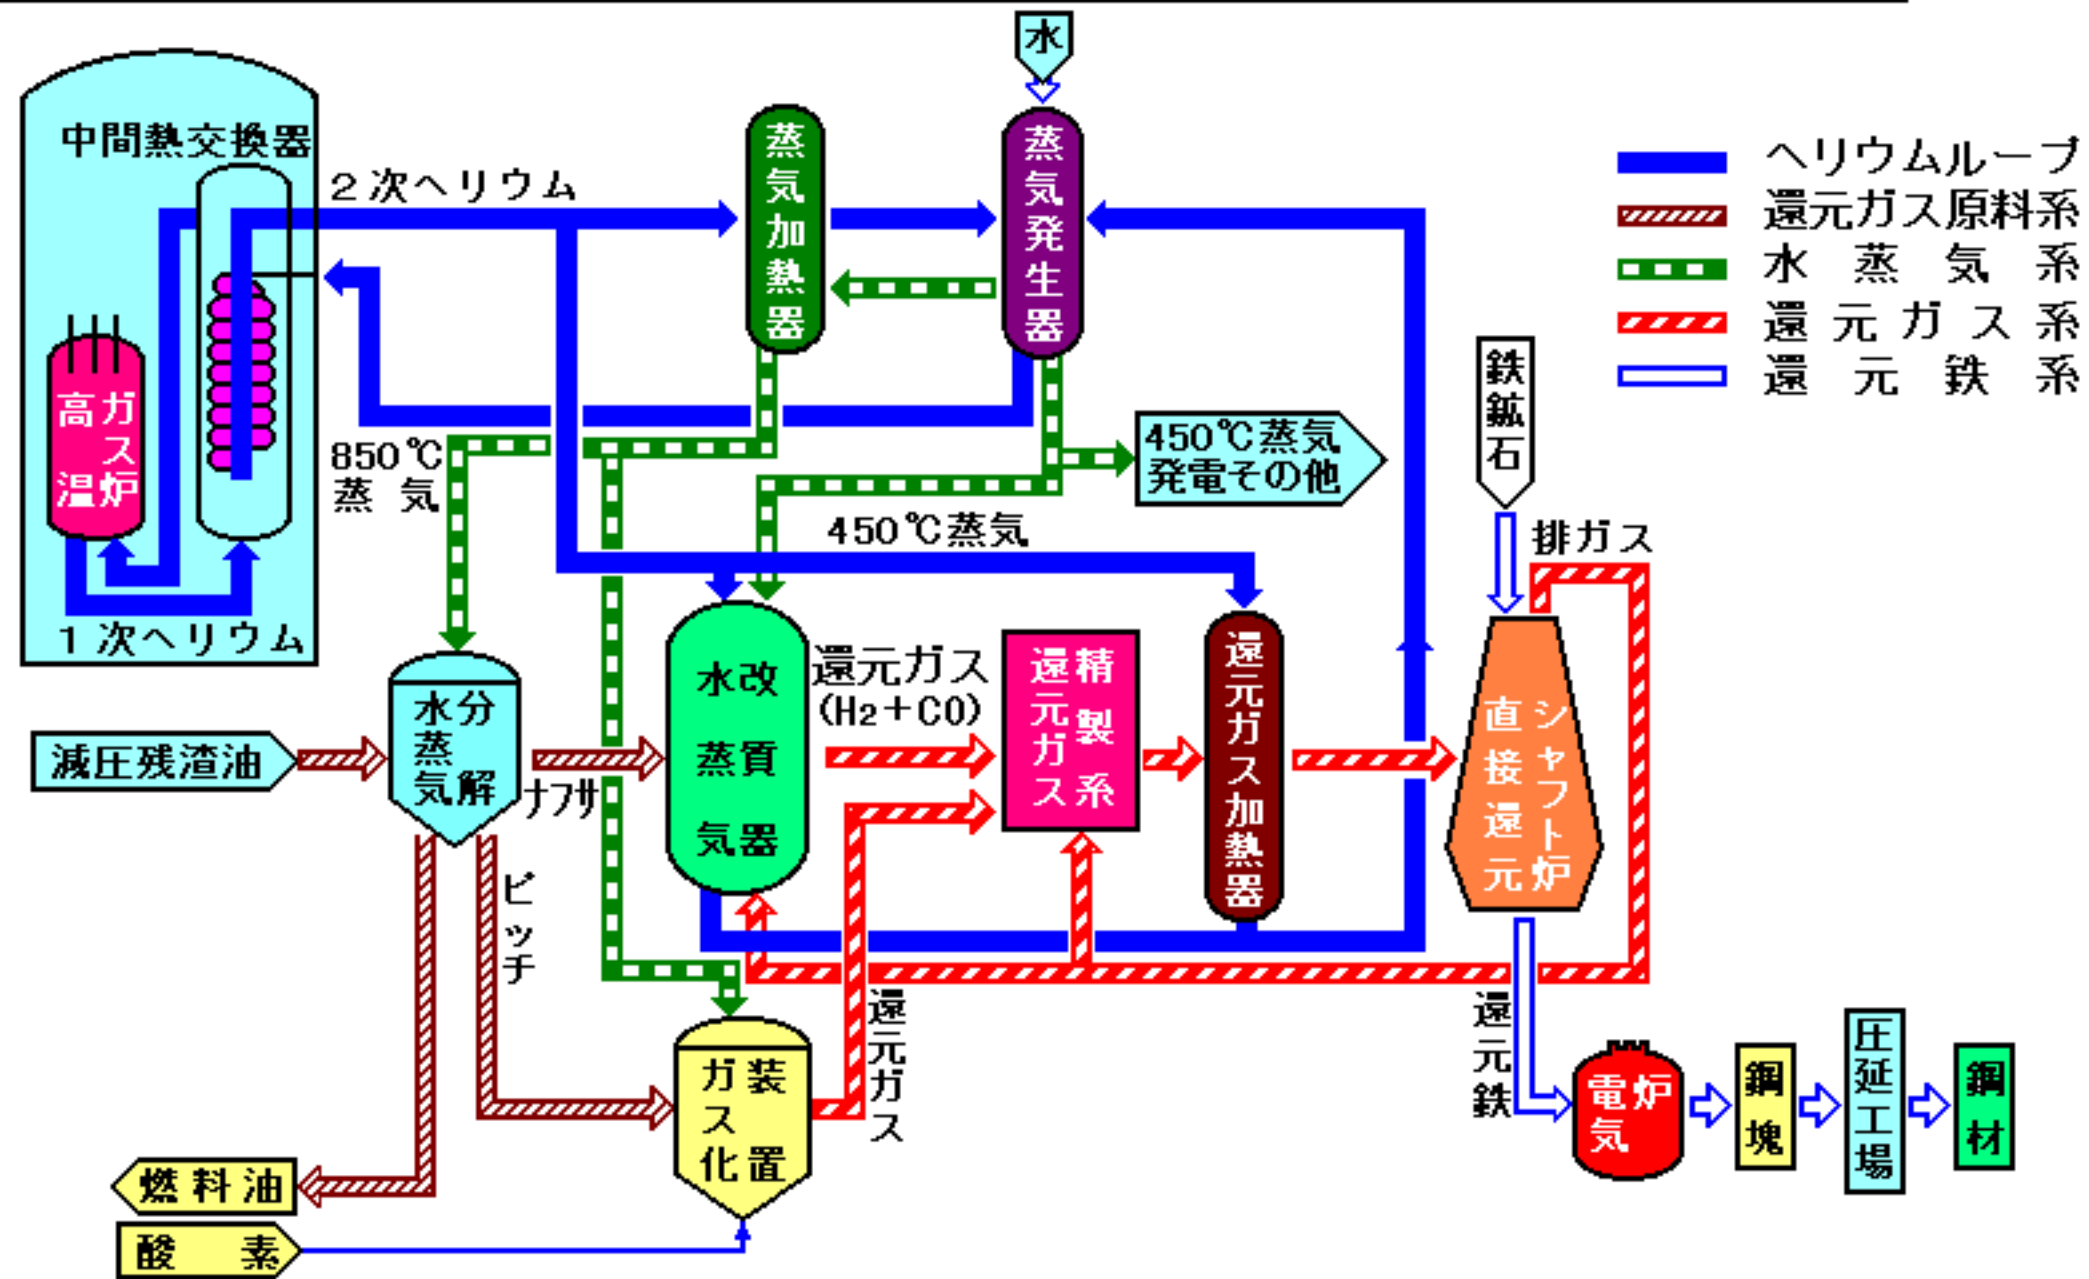 水
中間熱交換器
2次ヘリウム
蒸気加熱器
蒸気発生器
ヘリウムループ
還元ガス原料系
水蒸気系
還元ガス系
還元鉄系
高温
ガス炉
850℃
蒸気
450℃蒸気
発電その他
鉄鉱石
450℃蒸気
排ガス
1次ヘリウム
減圧残渣油
水蒸気
分解
ナフサ
水蒸気
改質器
還元ガス
(H2+CO)
還元ガス
精製系
還元ガス加熱器
直接還元
シャフト炉
ピッチ
還元ガス
ガス化
装置
還元鉄
電気
炉
鋼塊
圧延工場
鋼材
燃料油
酸素